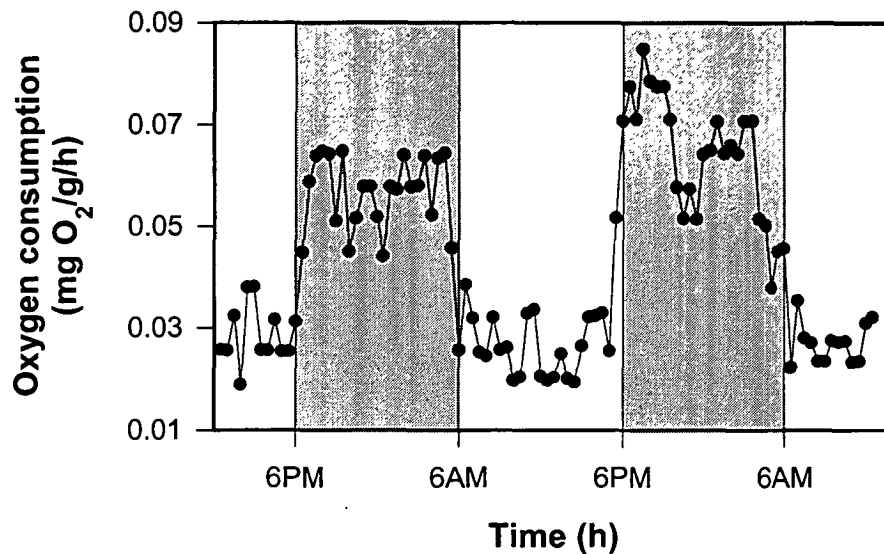 Oxygen consumption
(mg O2/g/h)
0.09
0.07
0.05
0.03
0.01
6PM 6AM 6PM 6AM
Time (h)